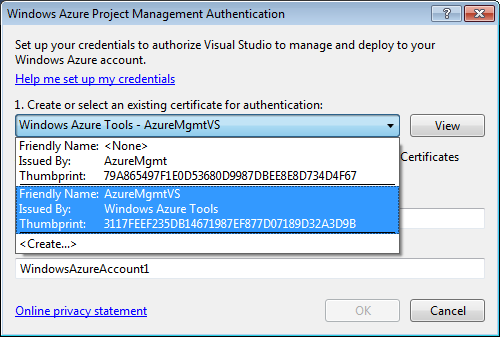 Windows Azure Project Management Authentication
Set up your credentials to authorize Visual Studio to manage and deploy to your
Windows Azure account.
Help me set up my credentials
1. Create or select an existing certificate for authentication:
Windows Azure Tools - AzureMgmtVS
View
Friendly Name: <None>
Issued By: AzureMgmt
Certificates
Thumbprint: 79A865497F1E0D53680D9987DBEE8E8D734D4F67
Friendly Name: AzureMgmtVS
Issued By: Windows Azure Tools
Thumbprint: 3117FEEF235DB14671987EF877D07189D32A3D9B
<Create...>
WindowsAzureAccount1
Online privacy statement
OK
Cancel